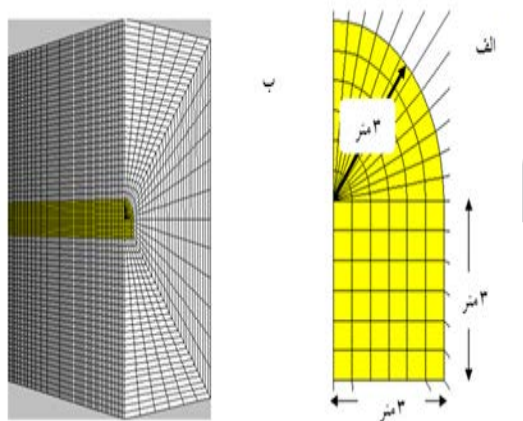 الف
ب
۳ متر
۳ متر
۳ متر